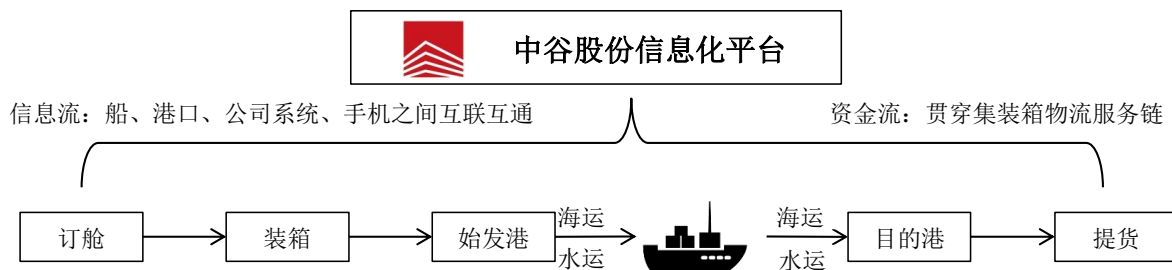 中谷股份信息化平台
信息流：船、港口、公司系统、手机之间互联互通
资金流：贯穿集装箱物流服务链
订舱
装箱
始发港
海运
水运
海运
水运
目的港
提货